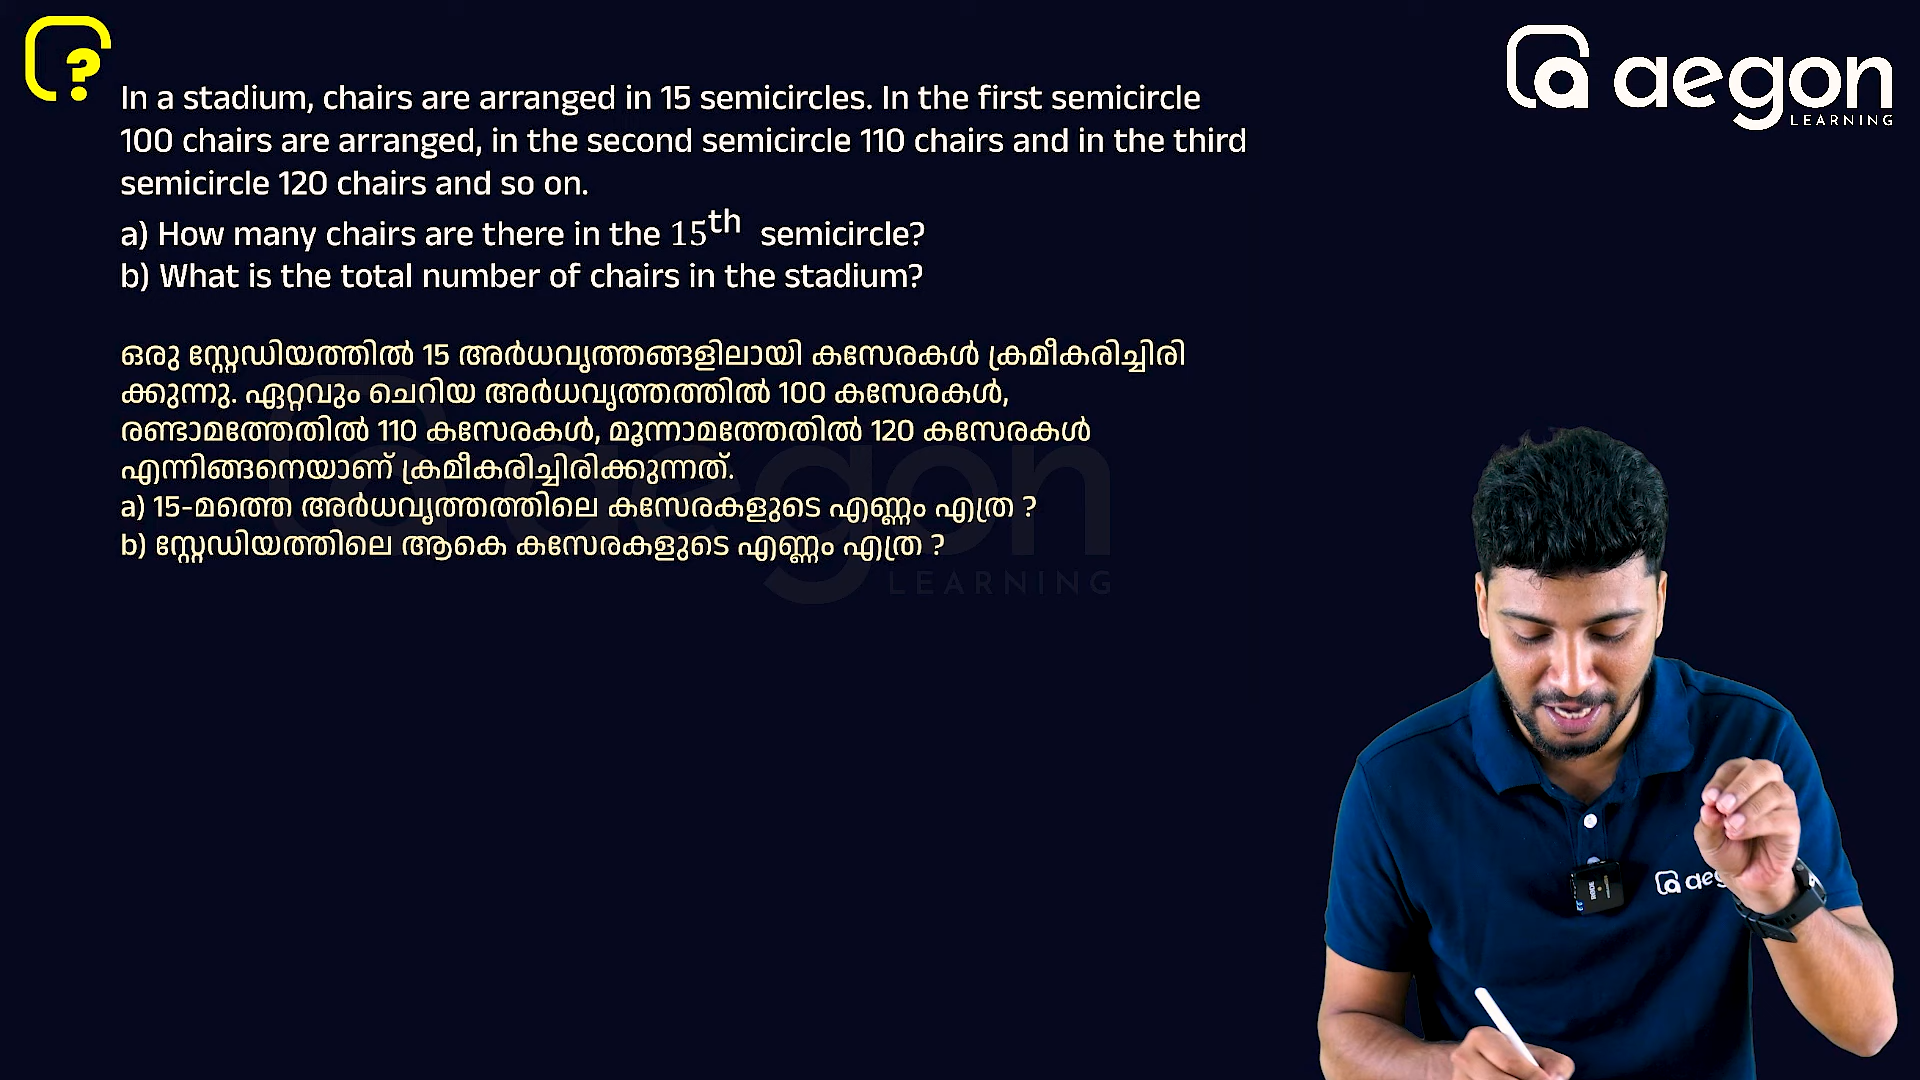 ?
aegon
LEARNING
In a stadium, chairs are arranged in 15 semicircles. In the first semicircle
100 chairs are arranged, in the second semicircle 110 chairs and in the third
semicircle 120 chairs and so on.
a) How many chairs are there in the 15th semicircle?
b) What is the total number of chairs in the stadium?
ഒരു സ്റ്റേഡിയത്തിൽ 15 അർധവൃത്തങ്ങളിലായി കസേരകൾ ക്രമീകരിച്ചിരി
ക്കുന്നു. ഏറ്റവും ചെറിയ അർധവൃത്തത്തിൽ 100 കസേരകൾ,
രണ്ടാമത്തേതിൽ 110 കസേരകൾ, മൂന്നാമത്തേതിൽ 120 കസേരകൾ
എന്നിങ്ങനെയാണ് ക്രമീകരിച്ചിരിക്കുന്നത്.
a) 15-മത്തെ അർധവൃത്തത്തിലെ കസേരകളുടെ എണ്ണം എത്ര ?
b) സ്റ്റേഡിയത്തിലെ ആകെ കസേരകളുടെ എണ്ണം എത്ര ?
aegon
LEARNING